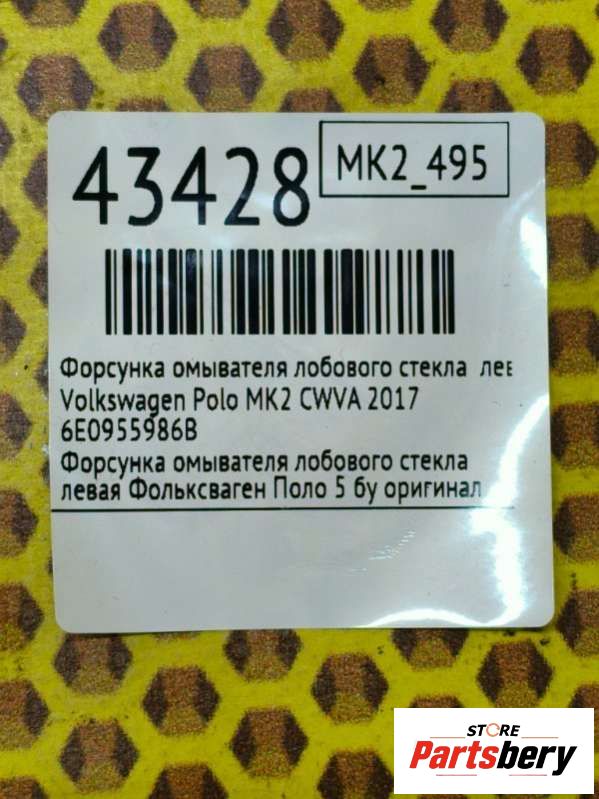 43428
MK2_495
Форсунка омывателя лобового стекла лев
Volkswagen Polo MK2 CWVA 2017
6E0955986B
Форсунка омывателя лобового стекла
левая Фольксваген Поло 5 бу оригинал
STORE
Partsbery